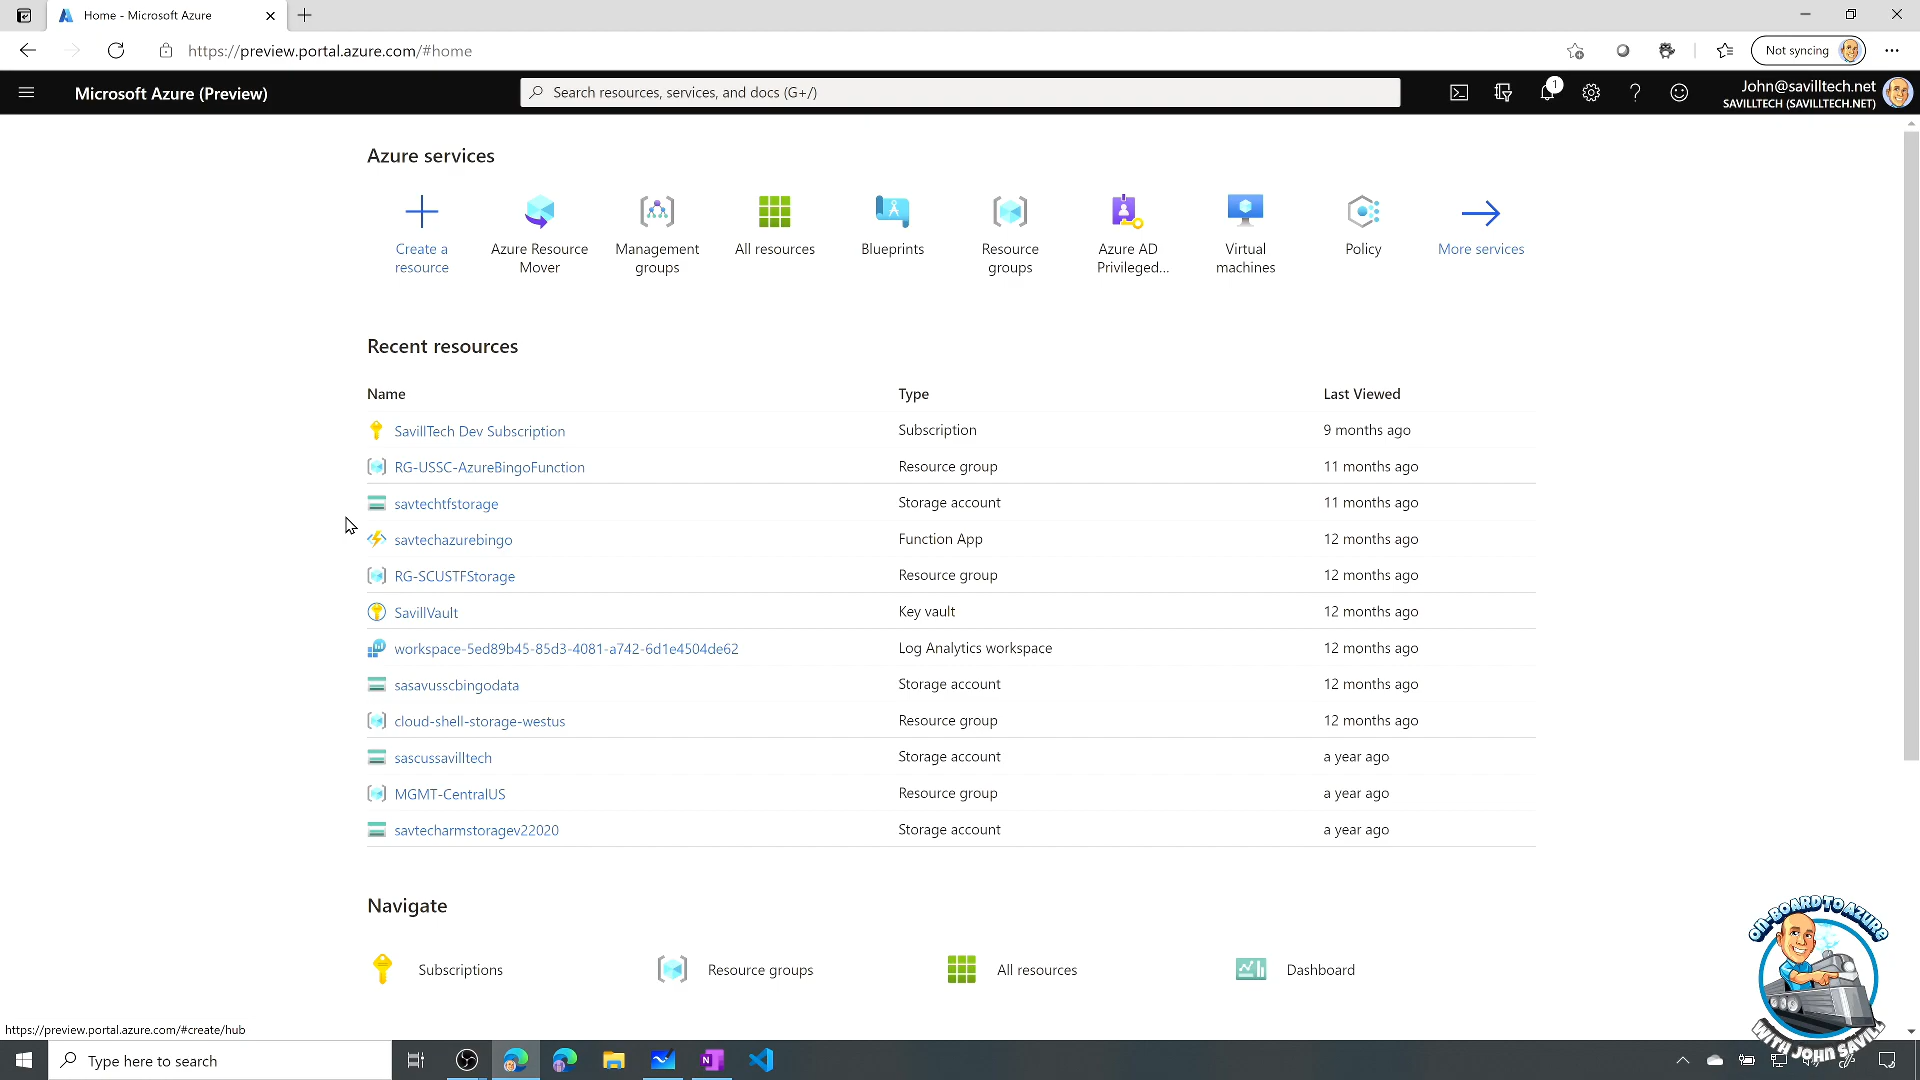 Home - Microsoft Azure
https://preview.portal.azure.com/#home
Not syncing
Microsoft Azure (Preview)
Search resources, services, and docs (G+/)
1
John@savilltech.net
SAVILLTECH (SAVILLTECH.NET)
Azure services
Create a
resource
Azure Resource
Mover
Management
groups
All resources
Blueprints
Resource
groups
Azure AD
Privileged...
Virtual
machines
Policy
More services
Recent resources
Name Type Last Viewed
SavillTech Dev Subscription Subscription 9 months ago
RG-USSC-AzureBingoFunction Resource group 11 months ago
savtechtfstorage Storage account 11 months ago
savtechazurebingo Function App 12 months ago
RG-SCUSTFStorage Resource group 12 months ago
SavillVault Key vault 12 months ago
workspace-5ed89b45-85d3-4081-a742-6d1e4504de62 Log Analytics workspace 12 months ago
sasavusscbingodata Storage account 12 months ago
cloud-shell-storage-westus Resource group 12 months ago
sascussavilltech Storage account a year ago
MGMT-CentralUS Resource group a year ago
savtecharmstoragev22020 Storage account a year ago
Navigate
Subscriptions
Resource groups
All resources
Dashboard
ON-BOARD TO AZURE
WITH JOHN SAVILL
https://preview.portal.azure.com/#create/hub
Type here to search